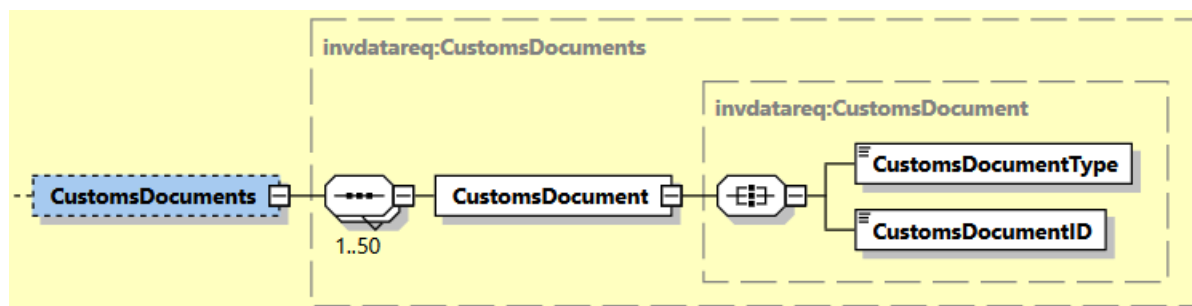 invdatareq:CustomsDocuments
invdatareq:CustomsDocument
CustomsDocumentType
CustomsDocuments
CustomsDocument
CustomsDocumentID
1..50